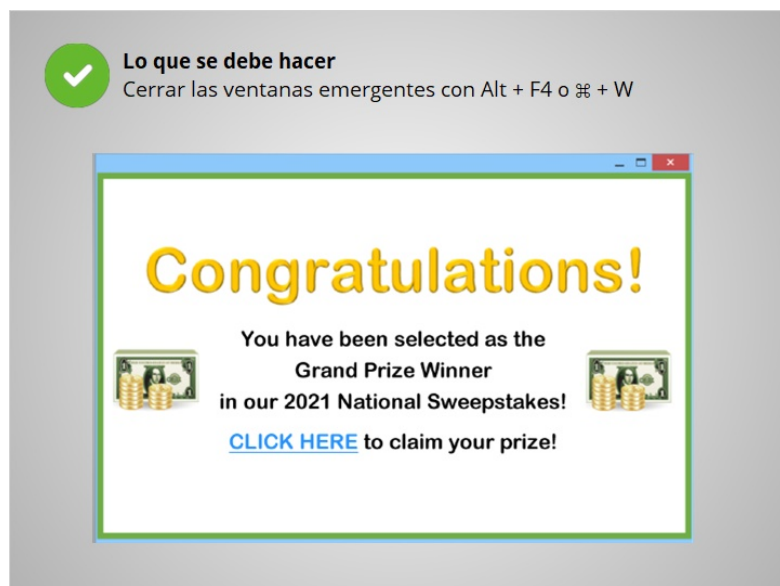 Lo que se debe hacer
Cerrar las ventanas emergentes con Alt + F4 o ⌘ + W
Congratulations!
You have been selected as the
Grand Prize Winner
in our 2021 National Sweepstakes!
CLICK HERE to claim your prize!